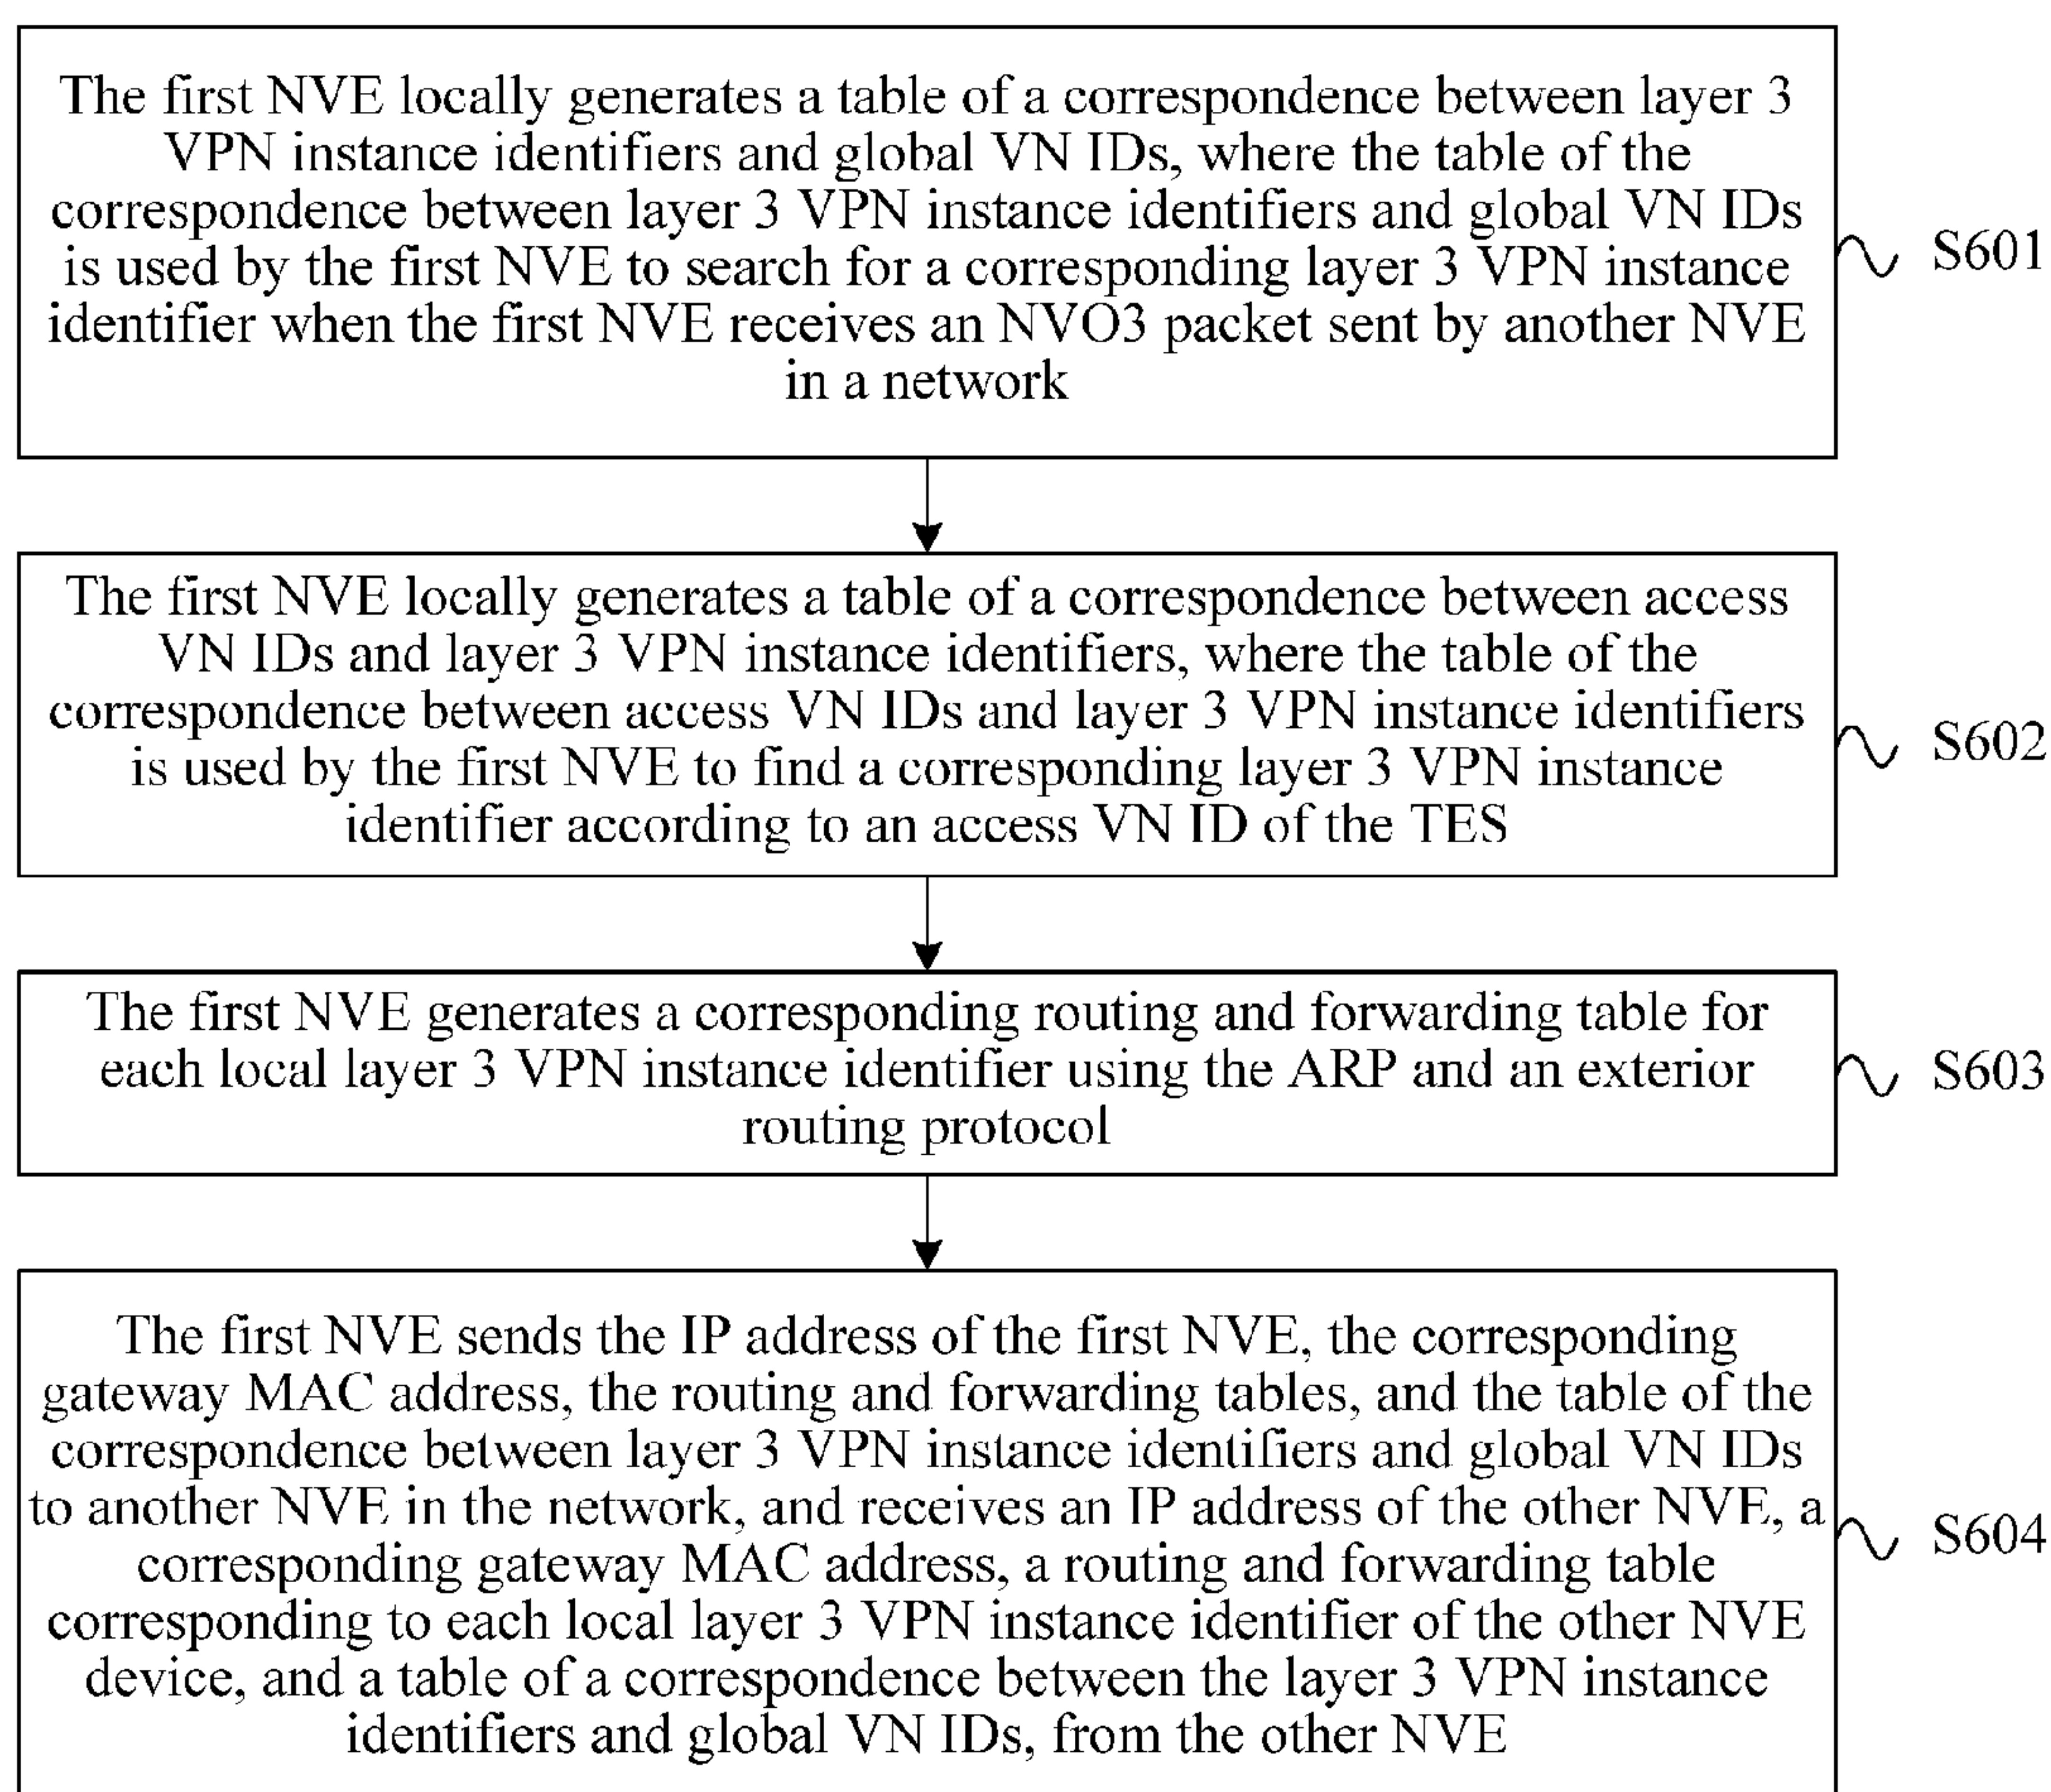 The first NVE locally generates a table of a correspondence between layer 3
VPN instance identifiers and global VN IDs, where the table of the
correspondence between layer 3 VPN instance identifiers and global VN IDs
is used by the first NVE to search for a corresponding layer 3 VPN instance
identifier when the first NVE receives an NVO3 packet sent by another NVE
in a network
S601
The first NVE locally generates a table of a correspondence between access
VN IDs and layer 3 VPN instance identifiers, where the table of the
correspondence between access VN IDs and layer 3 VPN instance identifiers
is used by the first NVE to find a corresponding layer 3 VPN instance
identifier according to an access VN ID of the TES
S602
The first NVE generates a corresponding routing and forwarding table for
each local layer 3 VPN instance identifier using the ARP and an exterior
routing protocol
S603
The first NVE sends the IP address of the first NVE, the corresponding
gateway MAC address, the routing and forwarding tables, and the table of the
correspondence between layer 3 VPN instance identifiers and global VN IDs
to another NVE in the network, and receives an IP address of the other NVE, a
corresponding gateway MAC address, a routing and forwarding table
corresponding to each local layer 3 VPN instance identifier of the other NVE
device, and a table of a correspondence between the layer 3 VPN instance
identifiers and global VN IDs, from the other NVE
S604